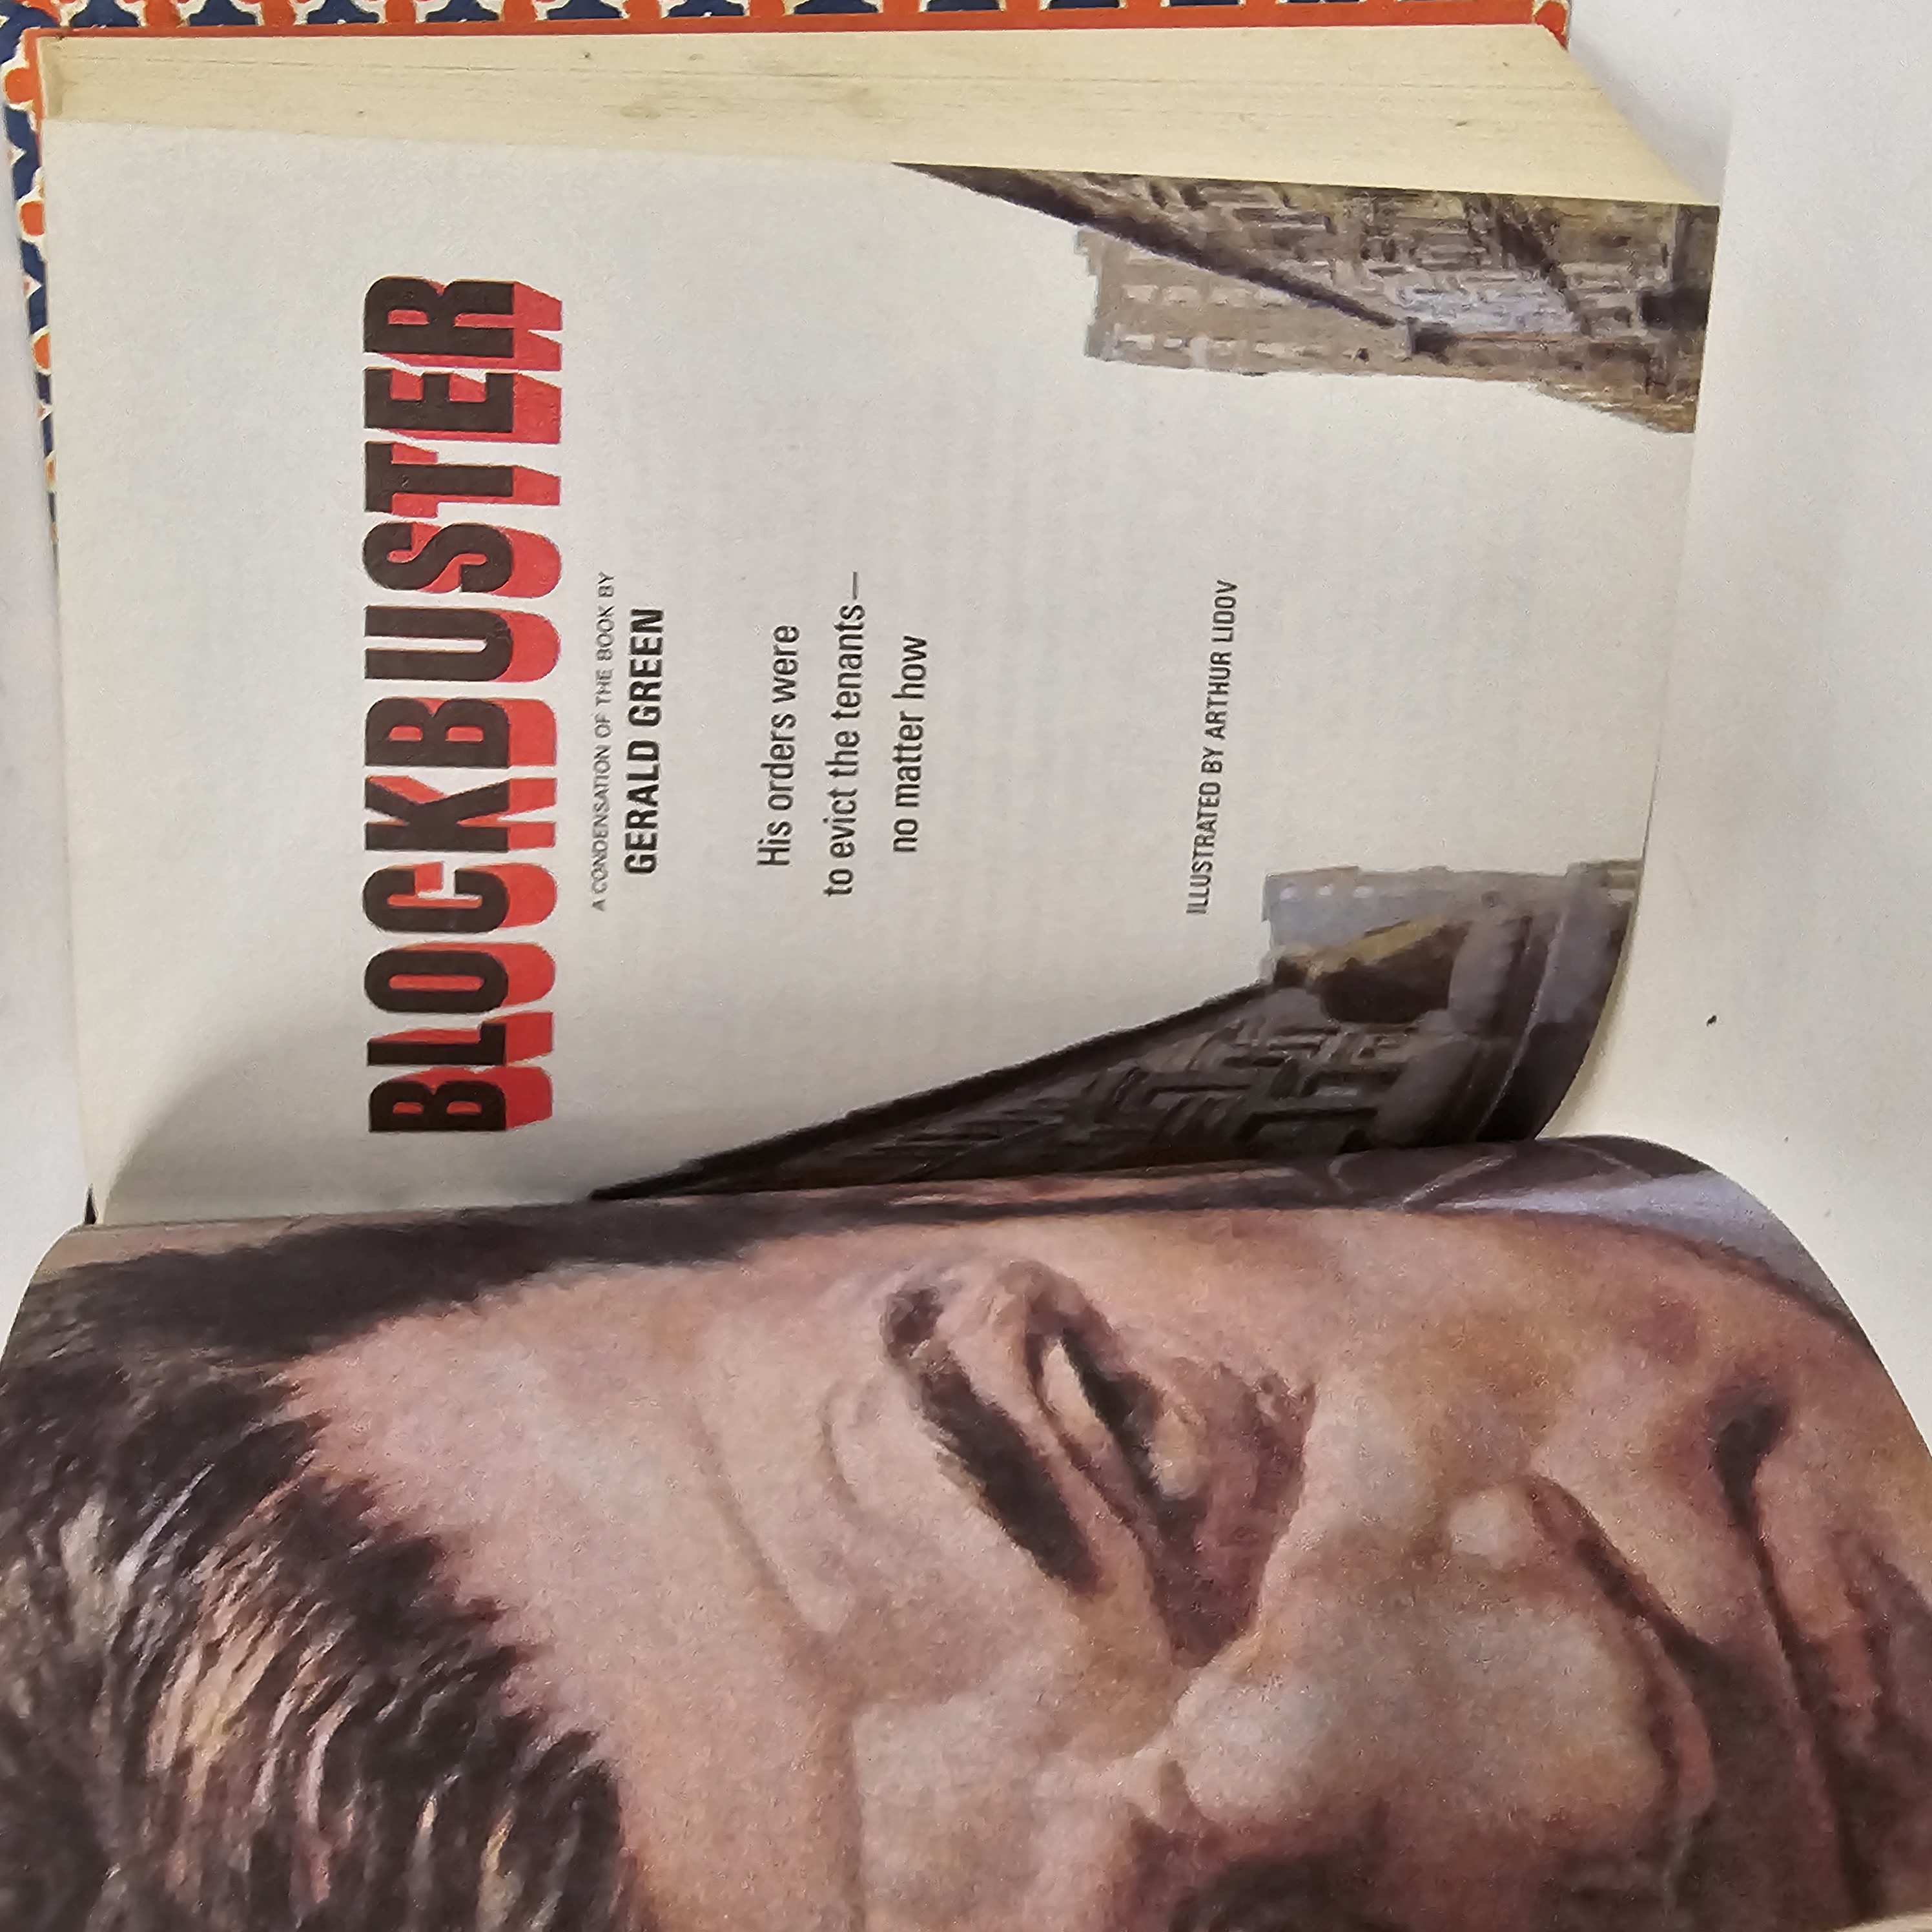 BLOCKBUSTER
A CONDENSATION OF THE BOOK BY
GERALD GREEN
His orders were
to evict the tenants—
no matter how
ILLUSTRATED BY ARTHUR LIDOV